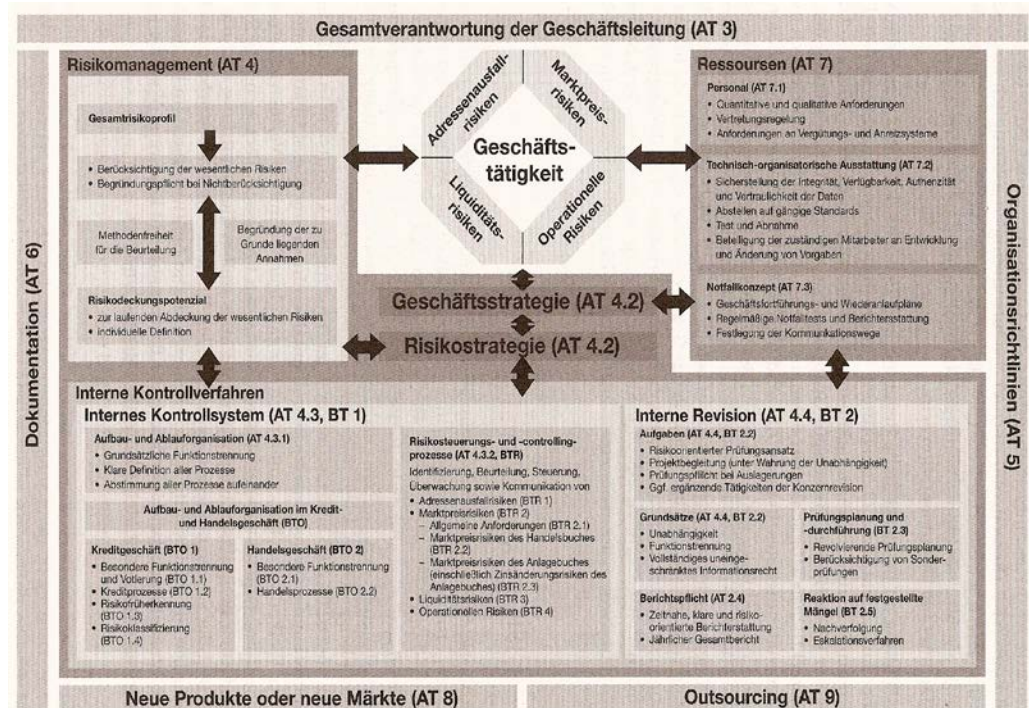 Gesamtverantwortung der Geschäftsleitung (AT 3)
Dokumentation (AT 6)
Risikomanagement (AT 4)
Gesamtrisikoprofil
• Berücksichtigung der wesentlichen Risiken
• Begründungspflicht bei Nichtberücksichtigung
Methodenfreiheit
für die Beurteilung
Begründung der zu
Grunde liegenden
Annahmen
Risikodeckungspotenzial
• zur laufenden Abdeckung der wesentlichen Risiken
• individuelle Definition
Adressenausfall-
risiken
Marktpreis-
risiken
Geschäfts-
tätigkeit
Liquiditäts-
risiken
Operationelle
Risiken
Geschäftsstrategie (AT 4.2)
Risikostrategie (AT 4.2)
Ressoursen (AT 7)
Personal (AT 7.1)
• Quantitative und qualitative Anforderungen
• Vertretungsregelung
• Anforderungen an Vergütungs- und Anreizsysteme
Technisch-organisatorische Ausstattung (AT 7.2)
• Sicherstellung der Integrität, Verfügbarkeit, Authenzität
und Vertraulichkeit der Daten
• Abstellen auf gängige Standards
• Test und Abnahme
• Beteiligung der zuständigen Mitarbeiter an Entwicklung
und Änderung von Vorgaben
Notfallkonzept (AT 7.3)
• Geschäftsfortführungs- und Wiederanlaufpläne
• Regelmäßige Notfalltests und Berichterstattung
• Festlegung der Kommunikationswege
Organisationsrichtlinien (AT 5)
Interne Kontrollverfahren
Internes Kontrollsystem (AT 4.3, BT 1)
Aufbau- und Ablauforganisation (AT 4.3.1)
• Grundsätzliche Funktionstrennung
• Klare Definition aller Prozesse
• Abstimmung aller Prozesse aufeinander
Aufbau- und Ablauforganisation im Kredit-
und Handelsgeschäft (BTO)
Kreditgeschäft (BTO 1)
• Besondere Funktionstrennung
und Votierung (BTO 1.1)
• Kreditprozesse (BTO 1.2)
• Risikofrüherkennung
(BTO 1.3)
• Risikoklassifizierung
(BTO 1.4)
Handelsgeschäft (BTO 2)
• Besondere Funktionstrennung
(BTO 2.1)
• Handelsprozesse (BTO 2.2)
Risikosteuerungs- und -controlling-
prozesse (AT 4.3.2, BTR)
Identifizierung, Beurteilung, Steuerung,
Überwachung sowie Kommunikation von
• Adressenausfallrisiken (BTR 1)
• Marktpreisrisiken (BTR 2)
– Allgemeine Anforderungen (BTR 2.1)
– Marktpreisrisiken des Handelsbuches
(BTR 2.2)
– Marktpreisrisiken des Anlagebuches
(einschließlich Zinsänderungsrisiken des
Anlagebuches) (BTR 2.3)
• Liquiditätsrisiken (BTR 3)
• Operationellen Risiken (BTR 4)
Interne Revision (AT 4.4, BT 2)
Aufgaben (AT 4.4, BT 2.2)
• Risikoorientierter Prüfungsansatz
• Projektbegleitung (unter Wahrung der Unabhängigkeit)
• Prüfungspflicht bei Auslagerungen
• Ggf. ergänzende Tätigkeiten der Konzernrevision
Grundsätze (AT 4.4, BT 2.2)
• Unabhängigkeit
• Funktionstrennung
• Vollständiges uneinge-
schränktes Informationsrecht
Prüfungsplanung und
-durchführung (BT 2.3)
• Revolvierende Prüfungsplanung
• Berücksichtigung von Sonder-
prüfungen
Berichtspflicht (AT 2.4)
• Zeitnahe, klare und risiko-
orientierte Berichterstattung
• Jährlicher Gesamtbericht
Reaktion auf festgestellte
Mängel (BT 2.5)
• Nachverfolgung
• Eskalationsverfahren
Neue Produkte oder neue Märkte (AT 8)
Outsourcing (AT 9)